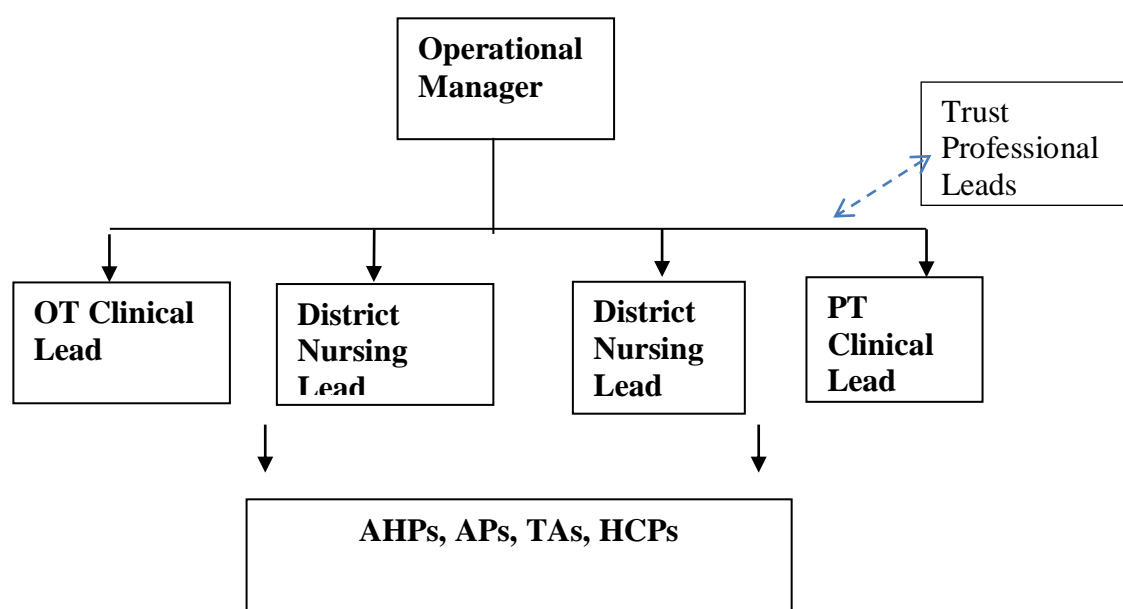 Operational
Manager
Trust
Professional
Leads
OT Clinical
Lead
District
Nursing
Lead
District
Nursing
Lead
PT
Clinical
Lead
AHPs, APs, TAs, HCPs